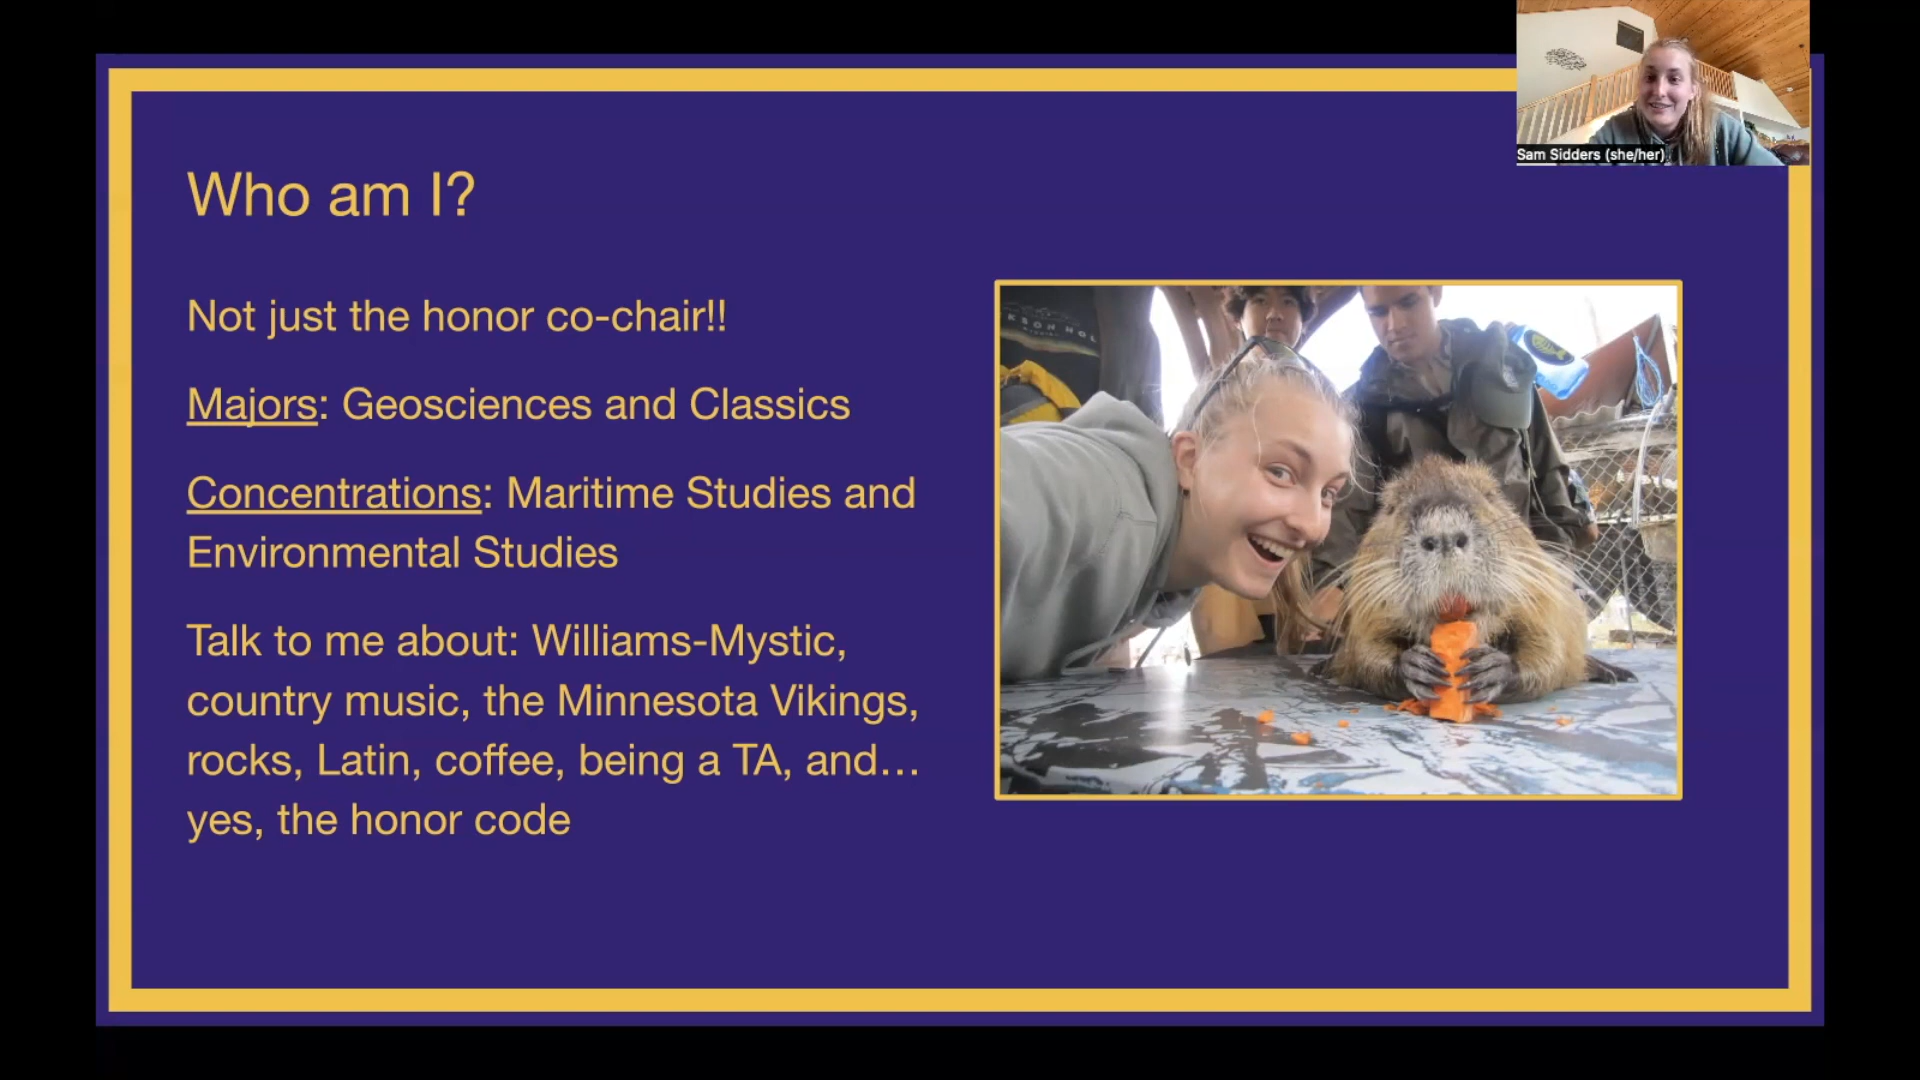 Sam Sidders (she/her)
Who am I?
Not just the honor co-chair!!
Majors: Geosciences and Classics
Concentrations: Maritime Studies and
Environmental Studies
Talk to me about: Williams-Mystic,
country music, the Minnesota Vikings,
rocks, Latin, coffee, being a TA, and...
yes, the honor code